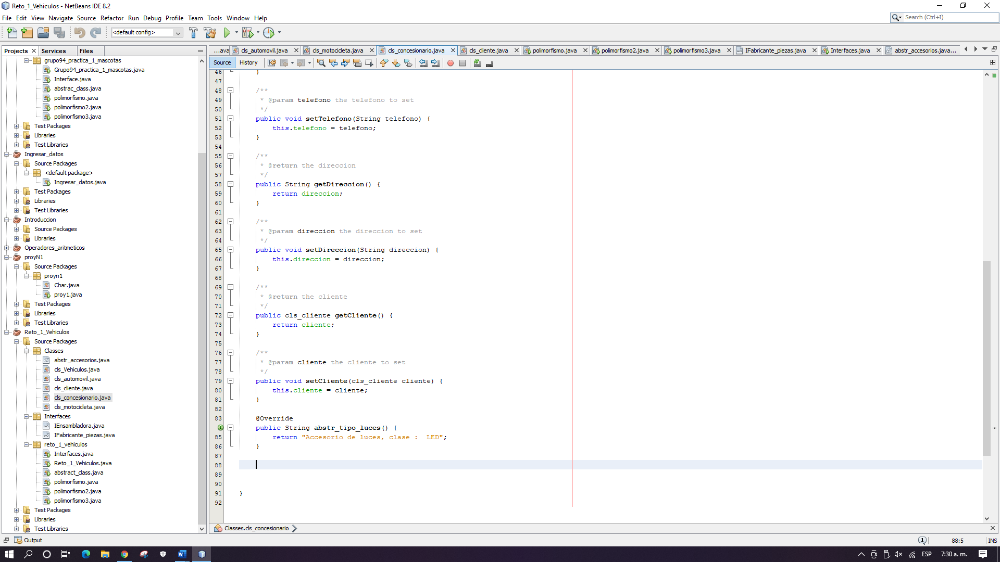 Reto_1_Vehiculos - NetBeans IDE 8.2
File Edit View Navigate Source Refactor Run Debug Profile Team Tools Window Help
Search (Ctrl+I)
<default config>
Projects Services Files
grupo94_practica_1_mascotas
Grupo94_practica_1_mascotas.java
Interface.java
abstrac_class.java
polimorfismo.java
polimorfismo2.java
polimorfismo3.java
Test Packages
Libraries
Test Libraries
Ingresar_datos
Source Packages
<default package>
Ingresar_datos.java
Test Packages
Libraries
Test Libraries
Introduccion
Source Packages
Libraries
Operadores_aritmeticos
proyN1
Source Packages
proyn1
Char.java
proy1.java
Test Packages
Libraries
Test Libraries
Reto_1_Vehiculos
Source Packages
Classes
abstr_accesorios.java
cls_Vehiculos.java
cls_automovil.java
cls_cliente.java
cls_concesionario.java
cls_motocicleta.java
Interfaces
IEnsambladora.java
IFabricante_piezas.java
reto_1_vehiculos
Interfaces.java
Reto_1_Vehiculos.java
abstract_class.java
polimorfismo.java
polimorfismo2.java
polimorfismo3.java
Test Packages
Libraries
Test Libraries
...ava cls_automovil.java cls_motocicleta.java cls_concesionario.java cls_cliente.java polimorfismo.java polimorfismo2.java polimorfismo3.java IFabricante_piezas.java Interfaces.java abstr_accesorios.java...
Source History
46 }
47
48 /**
49 * @param telefono the telefono to set
50 */
51 public void setTelefono(String telefono) {
52 this.telefono = telefono;
53 }
54
55 /**
56 * @return the direccion
57 */
58 public String getDireccion() {
59 return direccion;
60 }
61
62 /**
63 * @param direccion the direccion to set
64 */
65 public void setDireccion(String direccion) {
66 this.direccion = direccion;
67 }
68
69 /**
70 * @return the cliente
71 */
72 public cls_cliente getCliente() {
73 return cliente;
74 }
75
76 /**
77 * @param cliente the cliente to set
78 */
79 public void setCliente(cls_cliente cliente) {
80 this.cliente = cliente;
81 }
82
83 @Override
public String abstr_tipo_luces() {
85 return "Accesorio de luces, clase :  LED";
86 }
87
88
89
90
91 }
92
Classes.cls_concesionario
Output
1 88:5 INS
ESP 7:30 a. m.